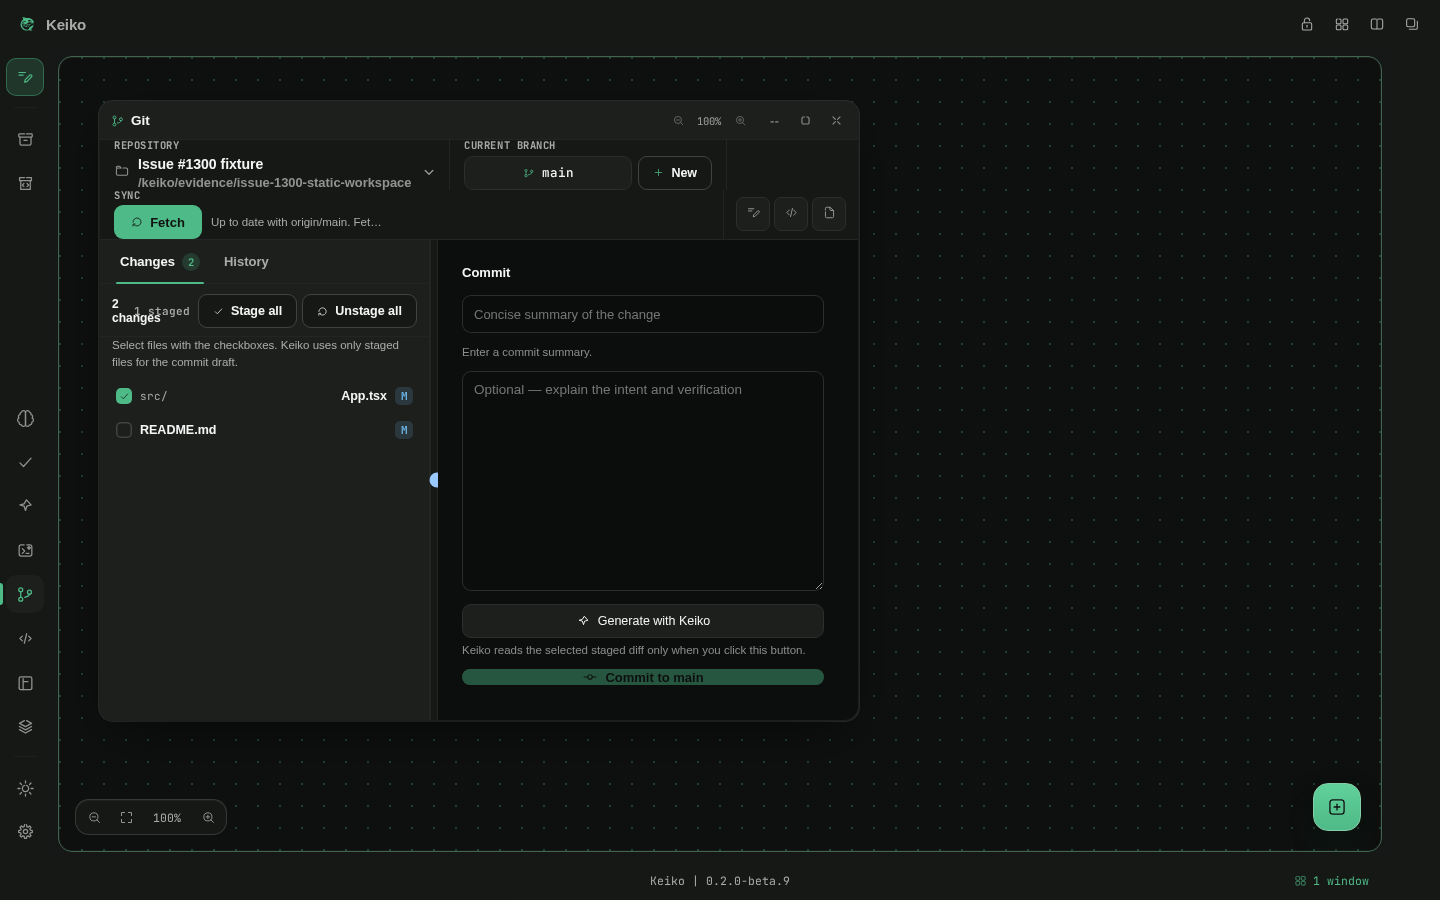 Keiko
Git
100%
REPOSITORY
Issue #1300 fixture
/keiko/evidence/issue-1300-static-workspace
CURRENT BRANCH
main
New
SYNC
Fetch
Up to date with origin/main. Fet…
Changes 2
History
2 changes
1 staged
Stage all
Unstage all
Select files with the checkboxes. Keiko uses only staged
files for the commit draft.
src/ App.tsx M
README.md M
Commit
Concise summary of the change
Enter a commit summary.
Optional — explain the intent and verification
Generate with Keiko
Keiko reads the selected staged diff only when you click this button.
Commit to main
100%
Keiko | 0.2.0-beta.9
1 window